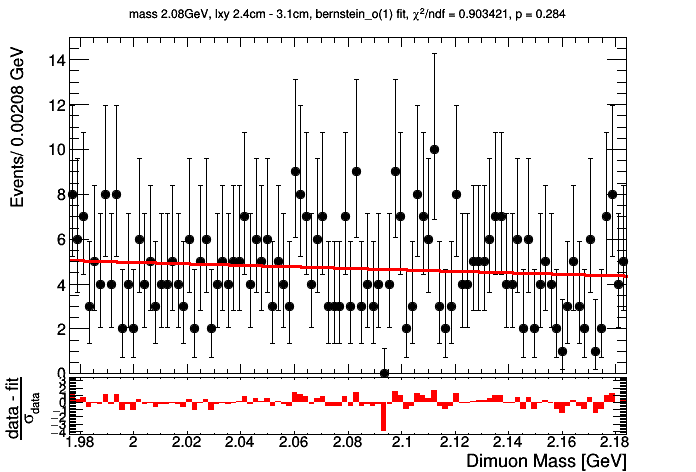 mass 2.08GeV, lxy 2.4cm - 3.1cm, bernstein_o(1) fit, χ²/ndf = 0.903421, p = 0.284
Events/ 0.00208 GeV
14
12
10
8
6
4
2
0
data - fit
σdata
1.98 2 2.02 2.04 2.06 2.08 2.1 2.12 2.14 2.16 2.18
Dimuon Mass [GeV]